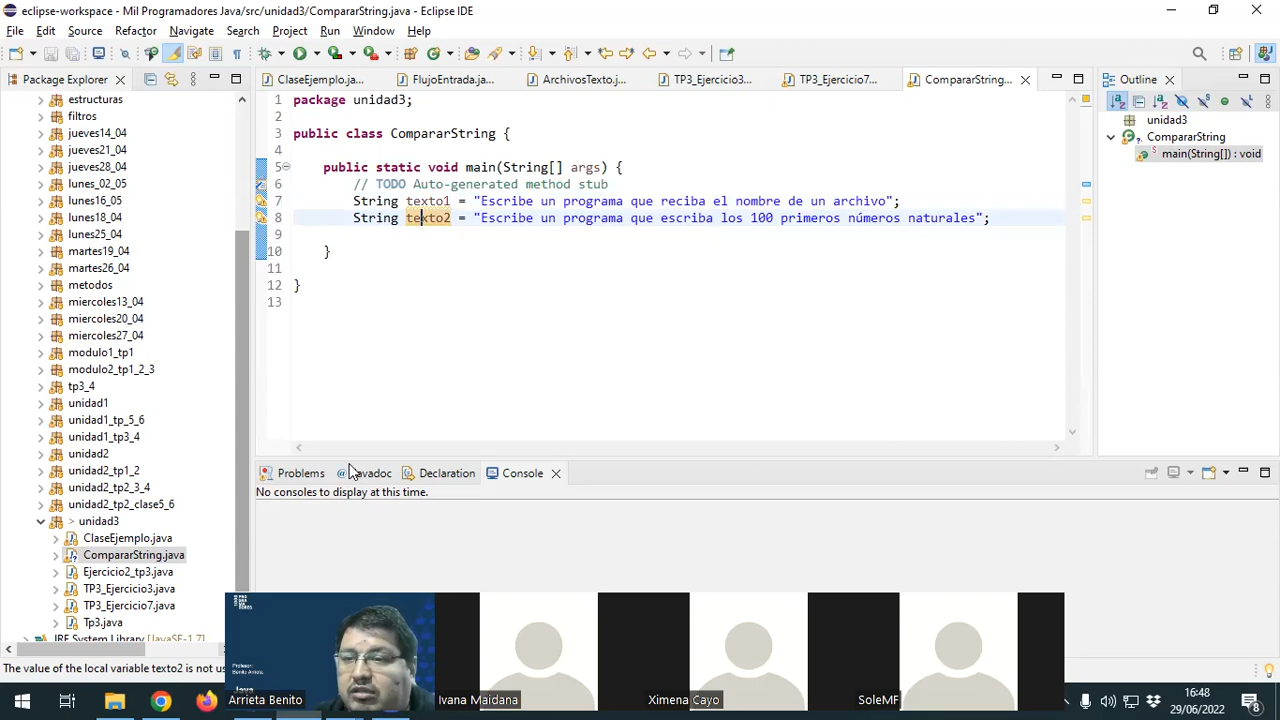 eclipse-workspace - Mil Programadores Java/src/unidad3/CompararString.java - Eclipse IDE
File Edit Source Refactor Navigate Search Project Run Window Help
Package Explorer
ClaseEjemplo.ja...
FlujoEntrada.ja...
ArchivosTexto.j...
TP3_Ejercicio3...
TP3_Ejercicio7...
CompararString...
Outline
estructuras
filtros
jueves14_04
jueves21_04
jueves28_04
lunes_02_05
lunes16_05
lunes18_04
lunes25_04
martes19_04
martes26_04
metodos
miercoles13_04
miercoles20_04
miercoles27_04
modulo1_tp1
modulo2_tp1_2_3
tp3_4
unidad1
unidad1_tp_5_6
unidad1_tp3_4
unidad2
unidad2_tp1_2
unidad2_tp2_3_4
unidad2_tp2_clase5_6
> unidad3
ClaseEjemplo.java
CompararString.java
Ejercicio2_tp3.java
TP3_Ejercicio3.java
TP3_Ejercicio7.java
Tp3.java
JRE System Library [JavaSE-1.7]
1 package unidad3;
2
3 public class CompararString {
4
5 public static void main(String[] args) {
6 // TODO Auto-generated method stub
7 String texto1 = "Escribe un programa que reciba el nombre de un archivo";
8 String texto2 = "Escribe un programa que escriba los 100 primeros números naturales";
10 }
11
12 }
13
unidad3
CompararString
main(String[]) : void
Problems
Javadoc
Declaration
Console
No consoles to display at this time.
The value of the local variable texto2 is not us
Profesor:
Benito Arrieta
Java
Arrieta Benito
Ivana Maidana
Ximena Cayo
SoleMF
16:48
29/06/2022
8